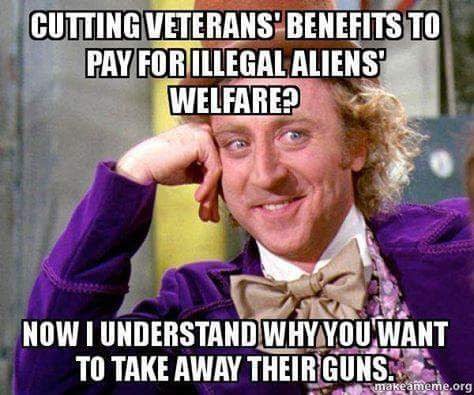 CUTTING VETERANS' BENEFITS TO
PAY FOR ILLEGAL ALIENS'
WELFARE?
NOW I UNDERSTAND WHY YOU WANT
TO TAKE AWAY THEIR GUNS.
makeameme.org